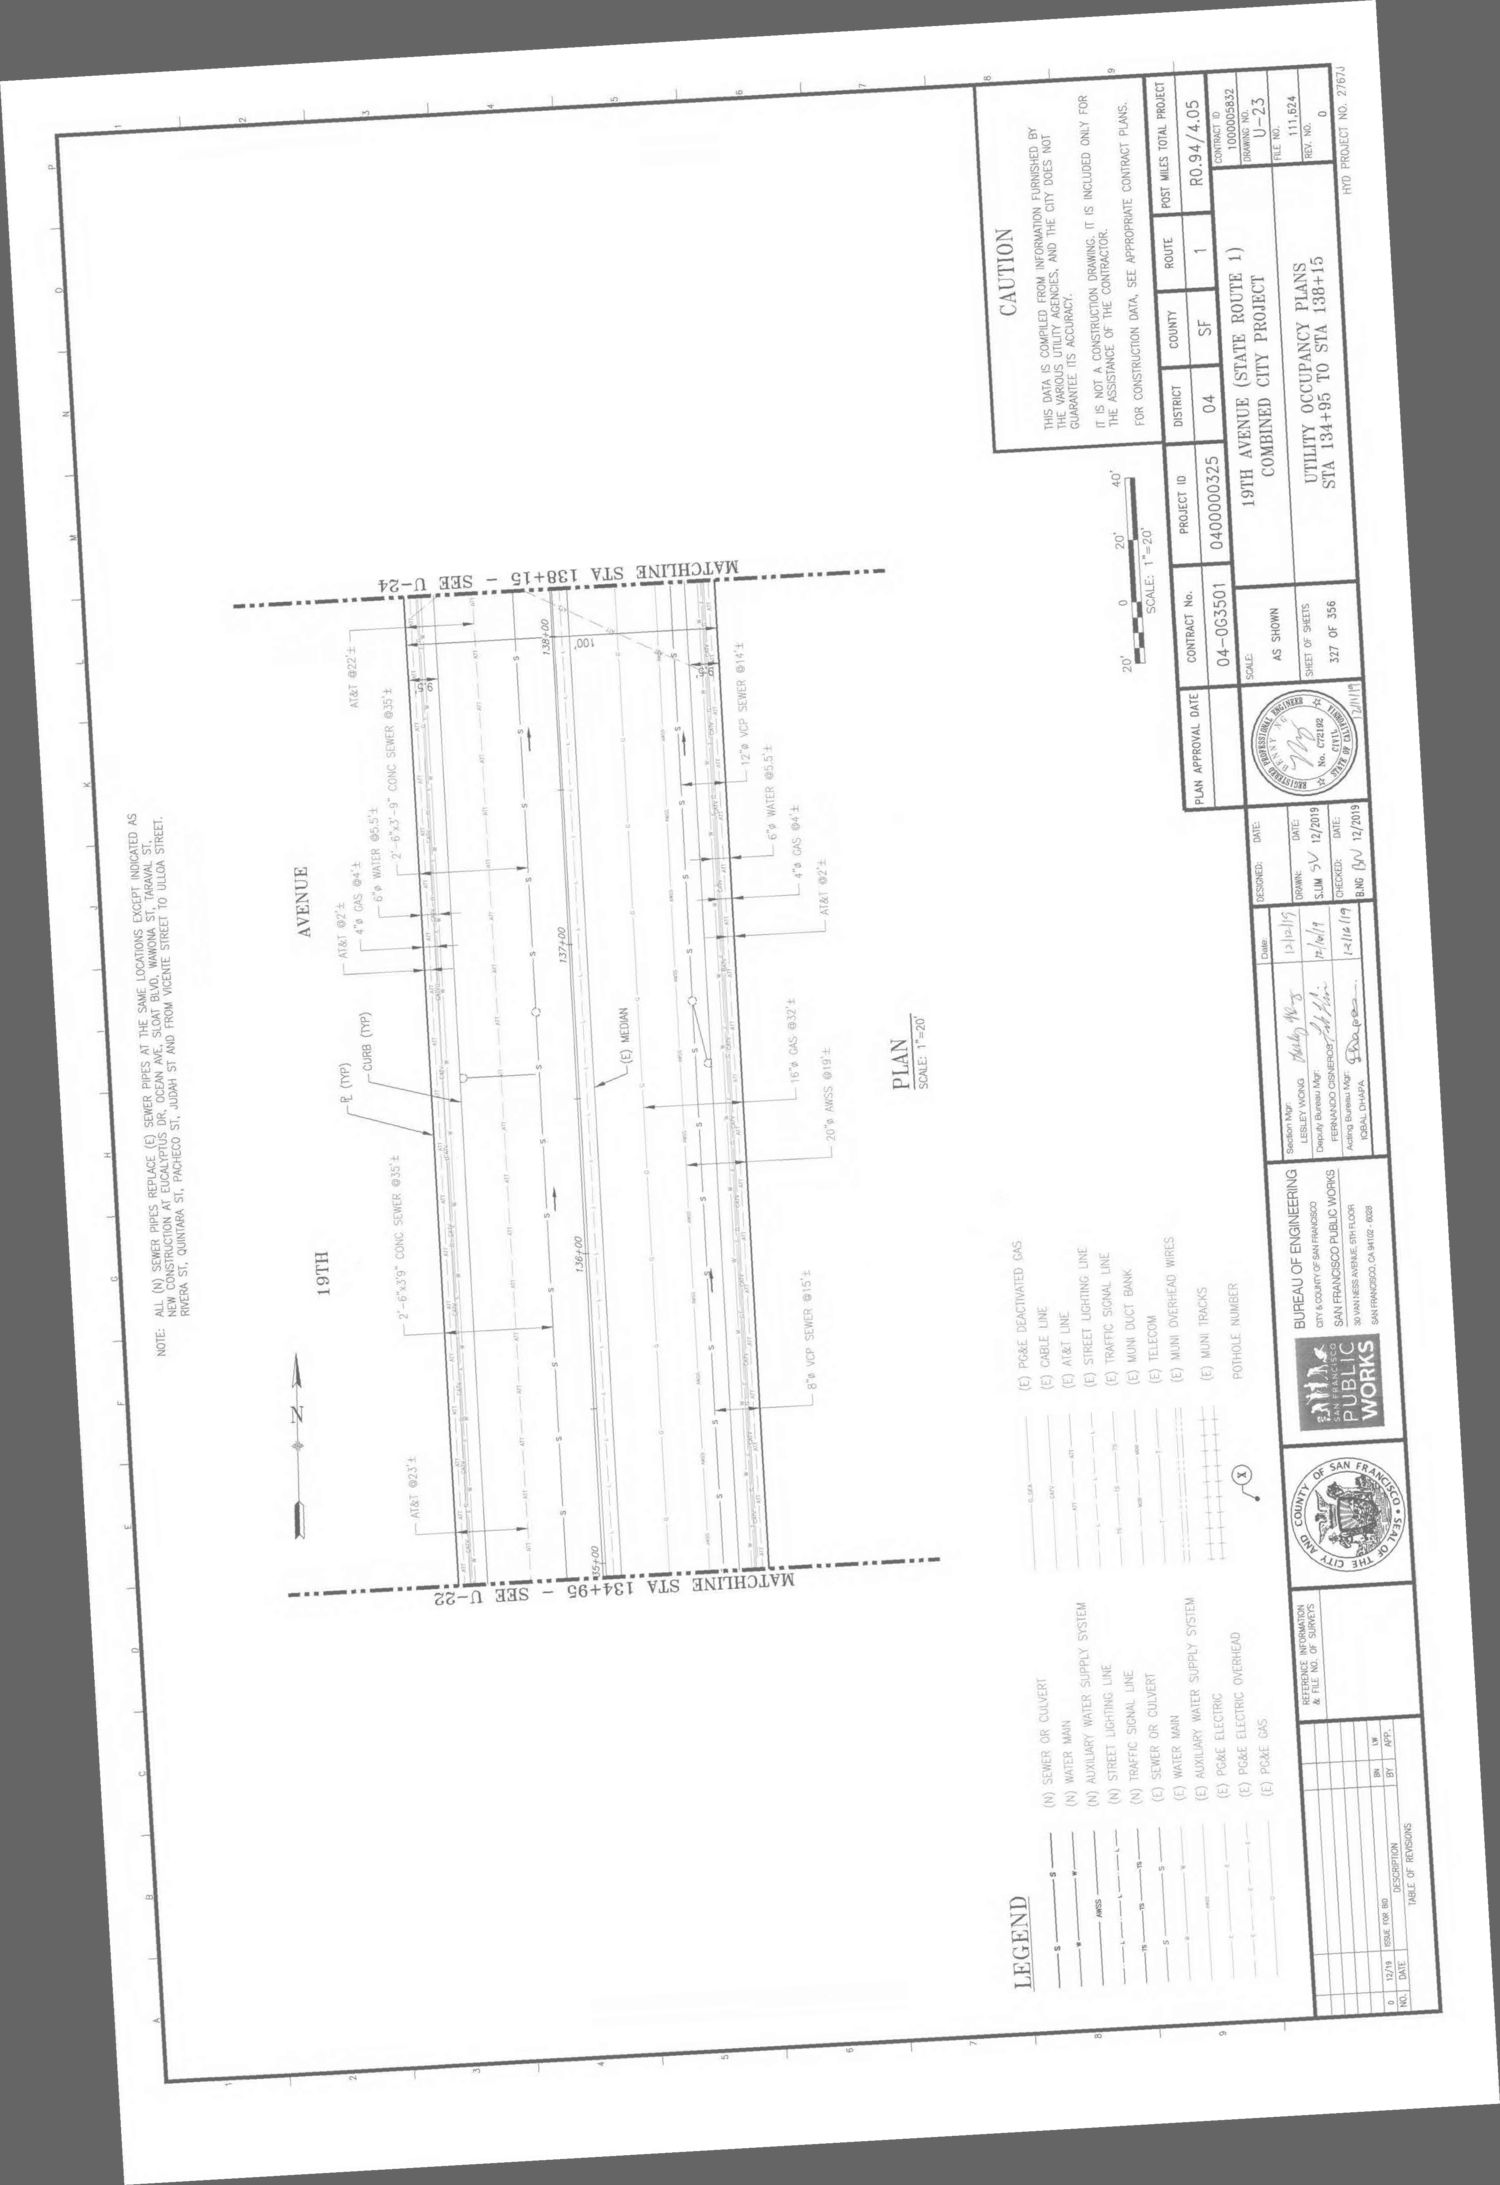 NOTE: ALL (N) SEWER PIPES REPLACE (E) SEWER PIPES AT THE SAME LOCATIONS EXCEPT INDICATED AS
NEW CONSTRUCTION AT EUCALYPTUS DR, OCEAN AVE, SLOAT BLVD, WAWONA ST, TARAVAL ST,
RIVERA ST, QUINTARA ST, PACHECO ST, JUDAH ST AND FROM VICENTE STREET TO ULLOA STREET.
N
19TH
AVENUE
AT&T @23'±
2'-6"x3'9" CONC SEWER @35'±
PL (TYP)
CURB (TYP)
AT&T @2'±
4"ø GAS @4'±
6"ø WATER @5.5'±
2'-6"x3'-9" CONC SEWER @35'±
AT&T @22'±
MATCHLINE STA 134+95 - SEE U-22
MATCHLINE STA 138+15 - SEE U-24
35+00
136+00
137+00
138+00
100'
(E) MEDIAN
8"ø VCP SEWER @15'±
20"ø AWSS @19'±
16"ø GAS @32'±
AT&T @2'±
4"ø GAS @4'±
6"ø WATER @5.5'±
12"ø VCP SEWER @14'±
PLAN
SCALE: 1"=20'
LEGEND
(N) SEWER OR CULVERT
(N) WATER MAIN
(N) AUXILIARY WATER SUPPLY SYSTEM
(N) STREET LIGHTING LINE
(N) TRAFFIC SIGNAL LINE
(E) SEWER OR CULVERT
(E) WATER MAIN
(E) AUXILIARY WATER SUPPLY SYSTEM
(E) PG&E ELECTRIC
(E) PG&E ELECTRIC OVERHEAD
(E) PG&E GAS
(E) PG&E DEACTIVATED GAS
(E) CABLE LINE
(E) AT&T LINE
(E) STREET LIGHTING LINE
(E) TRAFFIC SIGNAL LINE
(E) MUNI DUCT BANK
(E) TELECOM
(E) MUNI OVERHEAD WIRES
(E) MUNI TRACKS
X
POTHOLE NUMBER
20' 0 20' 40'
SCALE: 1"=20'
CAUTION
THIS DATA IS COMPILED FROM INFORMATION FURNISHED BY
THE VARIOUS UTILITY AGENCIES, AND THE CITY DOES NOT
GUARANTEE ITS ACCURACY.
IT IS NOT A CONSTRUCTION DRAWING. IT IS INCLUDED ONLY FOR
THE ASSISTANCE OF THE CONTRACTOR.
FOR CONSTRUCTION DATA, SEE APPROPRIATE CONTRACT PLANS.
PLAN APPROVAL DATE
CONTRACT No. PROJECT ID DISTRICT COUNTY ROUTE POST MILES TOTAL PROJECT
04-0G3501 0400000325 04 SF 1 R0.94/4.05
0 12/19 ISSUE FOR BID BN LW
NO. DATE DESCRIPTION BY APP.
TABLE OF REVISIONS
REFERENCE INFORMATION
& FILE NO. OF SURVEYS
SEAL OF THE CITY AND COUNTY OF SAN FRANCISCO
SAN FRANCISCO
PUBLIC
WORKS
BUREAU OF ENGINEERING
CITY & COUNTY OF SAN FRANCISCO
SAN FRANCISCO PUBLIC WORKS
30 VAN NESS AVENUE, 5TH FLOOR
SAN FRANCISCO, CA 94102 - 6028
Date:
Section Mgr:
LESLEY WONG 12/12/19
Deputy Bureau Mgr:
FERNANDO CISNEROS 12/16/19
Acting Bureau Mgr:
IQBAL DHAPA 12/16/19
DESIGNED: DATE:
DRAWN: DATE:
S.LIM SL 12/2019
CHECKED: DATE:
B.NG BN 12/2019
REGISTERED PROFESSIONAL ENGINEER
BENNY NG
No. C72192
CIVIL
STATE OF CALIFORNIA
12/11/19
SCALE:
AS SHOWN
SHEET OF SHEETS
327 OF 356
19TH AVENUE (STATE ROUTE 1)
COMBINED CITY PROJECT
UTILITY OCCUPANCY PLANS
STA 134+95 TO STA 138+15
CONTRACT ID
1000005832
DRAWING NO.
U-23
FILE NO.
111,624
REV. NO.
0
HYD PROJECT NO. 2767J